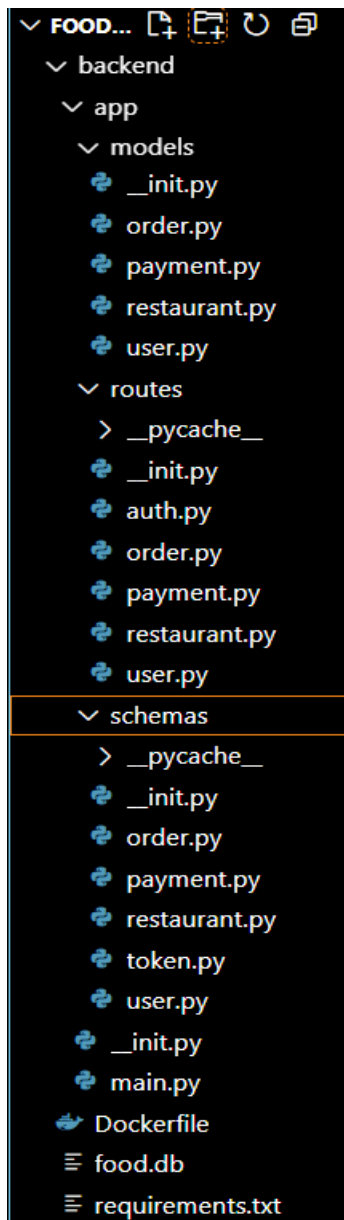 FOOD...
backend
app
models
__init.py
order.py
payment.py
restaurant.py
user.py
routes
__pycache__
__init.py
auth.py
order.py
payment.py
restaurant.py
user.py
schemas
__pycache__
__init.py
order.py
payment.py
restaurant.py
token.py
user.py
__init.py
main.py
Dockerfile
food.db
requirements.txt